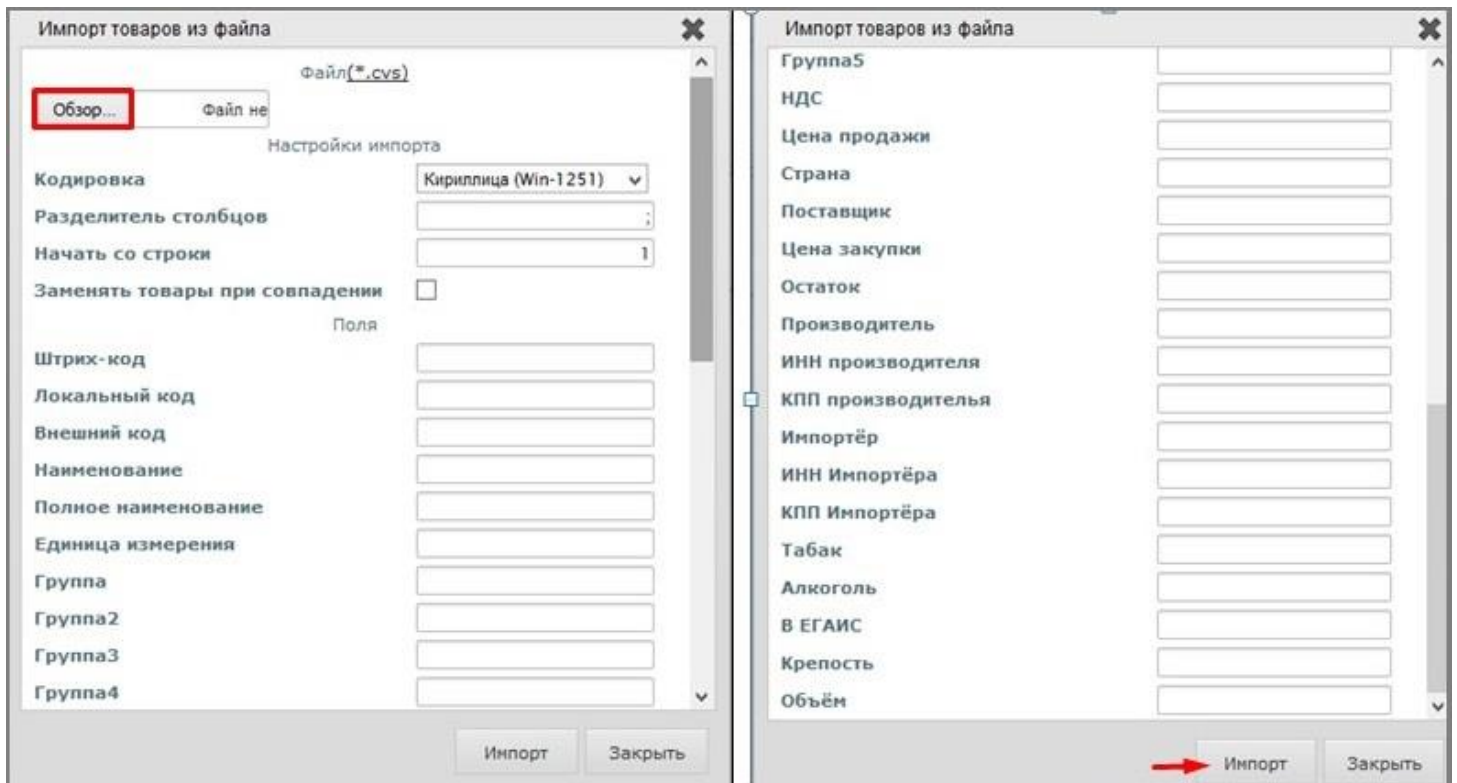 Импорт товаров из файла
Файл(*.cvs)
Обзор... Файл не
Настройки импорта
Кодировка Кириллица (Win-1251)
Разделитель столбцов ;
Начать со строки 1
Заменять товары при совпадении
Поля
Штрих-код
Локальный код
Внешний код
Наименование
Полное наименование
Единица измерения
Группа
Группа2
Группа3
Группа4
Импорт Закрыть
Импорт товаров из файла
Группа5
НДС
Цена продажи
Страна
Поставщик
Цена закупки
Остаток
Производитель
ИНН производителя
КПП производителья
Импортёр
ИНН Импортёра
КПП Импортёра
Табак
Алкоголь
В ЕГАИС
Крепость
Объём
Импорт Закрыть